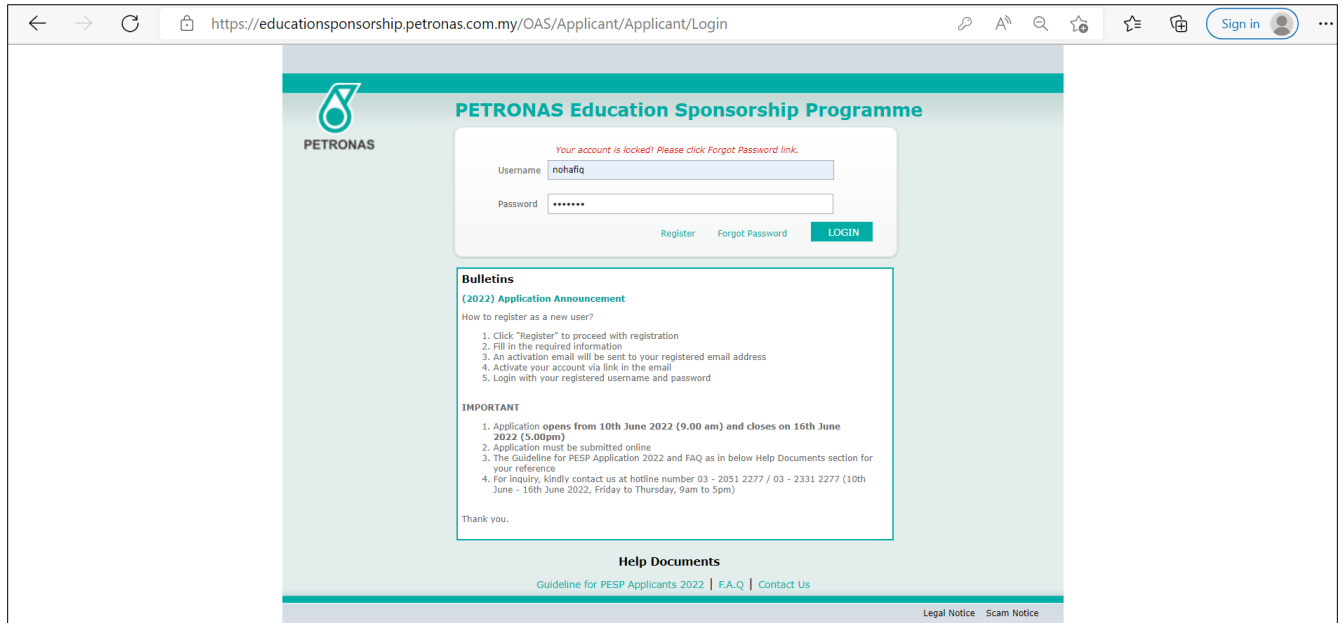 https://educationsponsorship.petronas.com.my/OAS/Applicant/Applicant/Login
Sign in
PETRONAS
PETRONAS Education Sponsorship Programme
Your account is locked! Please click Forgot Password link.
Username nohafiq
Password •••••••
Register Forgot Password LOGIN
Bulletins
(2022) Application Announcement
How to register as a new user?
1. Click "Register" to proceed with registration
2. Fill in the required information
3. An activation email will be sent to your registered email address
4. Activate your account via link in the email
5. Login with your registered username and password
IMPORTANT
1. Application opens from 10th June 2022 (9.00 am) and closes on 16th June
2022 (5.00pm)
2. Application must be submitted online
3. The Guideline for PESP Application 2022 and FAQ as in below Help Documents section for
your reference
4. For inquiry, kindly contact us at hotline number 03 - 2051 2277 / 03 - 2331 2277 (10th
June - 16th June 2022, Friday to Thursday, 9am to 5pm)
Thank you.
Help Documents
Guideline for PESP Applicants 2022 | F.A.Q | Contact Us
Legal Notice Scam Notice